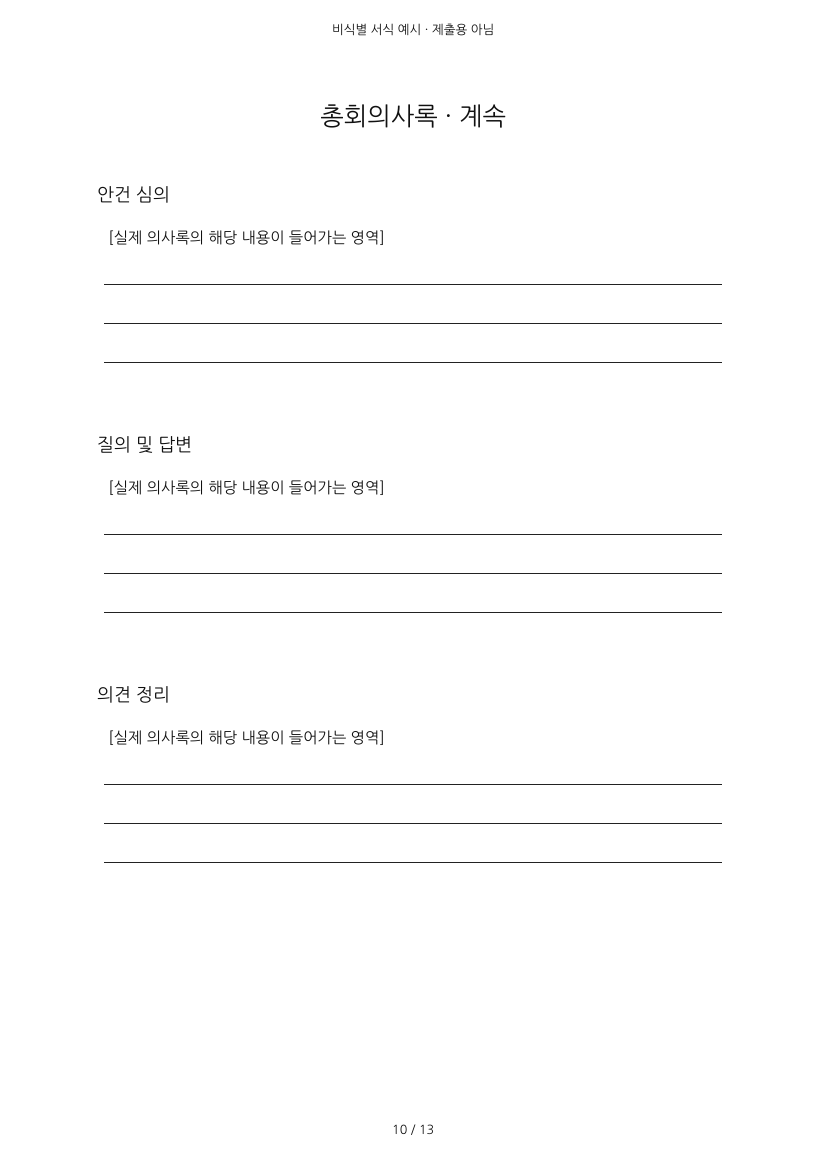 비식별 서식 예시 · 제출용 아님
총회의사록 · 계속
안건 심의
[실제 의사록의 해당 내용이 들어가는 영역]
질의 및 답변
[실제 의사록의 해당 내용이 들어가는 영역]
의견 정리
[실제 의사록의 해당 내용이 들어가는 영역]
10 / 13